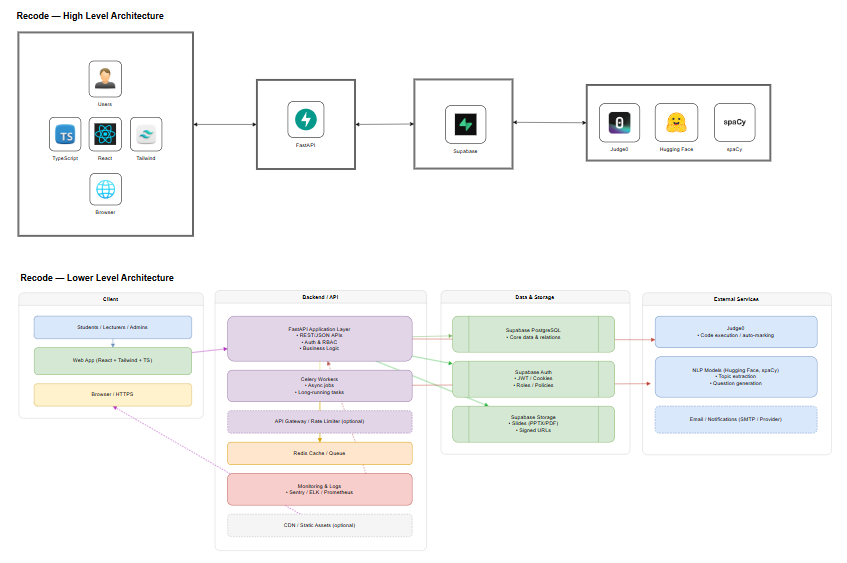 Recode — High Level Architecture
Users
TS
TypeScript
React
Tailwind
Browser
FastAPI
Supabase
Judge0
Hugging Face
spaCy
spaCy
Recode — Lower Level Architecture
Client
Students / Lecturers / Admins
Web App (React + Tailwind + TS)
Browser / HTTPS
Backend / API
FastAPI Application Layer
• REST/JSON APIs
• Auth & RBAC
• Business Logic
Celery Workers
• Async jobs
• Long-running tasks
API Gateway / Rate Limiter (optional)
Redis Cache / Queue
Monitoring & Logs
• Sentry / ELK / Prometheus
CDN / Static Assets (optional)
Data & Storage
Supabase PostgreSQL
• Core data & relations
Supabase Auth
• JWT / Cookies
• Roles / Policies
Supabase Storage
• Slides (PPTX/PDF)
• Signed URLs
External Services
Judge0
• Code execution / auto-marking
NLP Models (Hugging Face, spaCy)
• Topic extraction
• Question generation
Email / Notifications (SMTP / Provider)